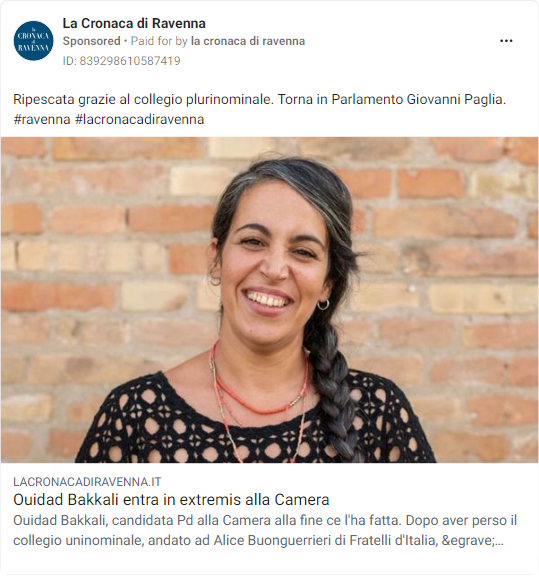 la
CRONACA
di
RAVENNA
La Cronaca di Ravenna
Sponsored • Paid for by la cronaca di ravenna
ID: 839298610587419
Ripescata grazie al collegio plurinominale. Torna in Parlamento Giovanni Paglia.
#ravenna #lacronacadiravenna
LACRONACADIRAVENNA.IT
Ouidad Bakkali entra in extremis alla Camera
Ouidad Bakkali, candidata Pd alla Camera alla fine ce l'ha fatta. Dopo aver perso il
collegio uninominale, andato ad Alice Buonguerrieri di Fratelli d'Italia, &egrave;...